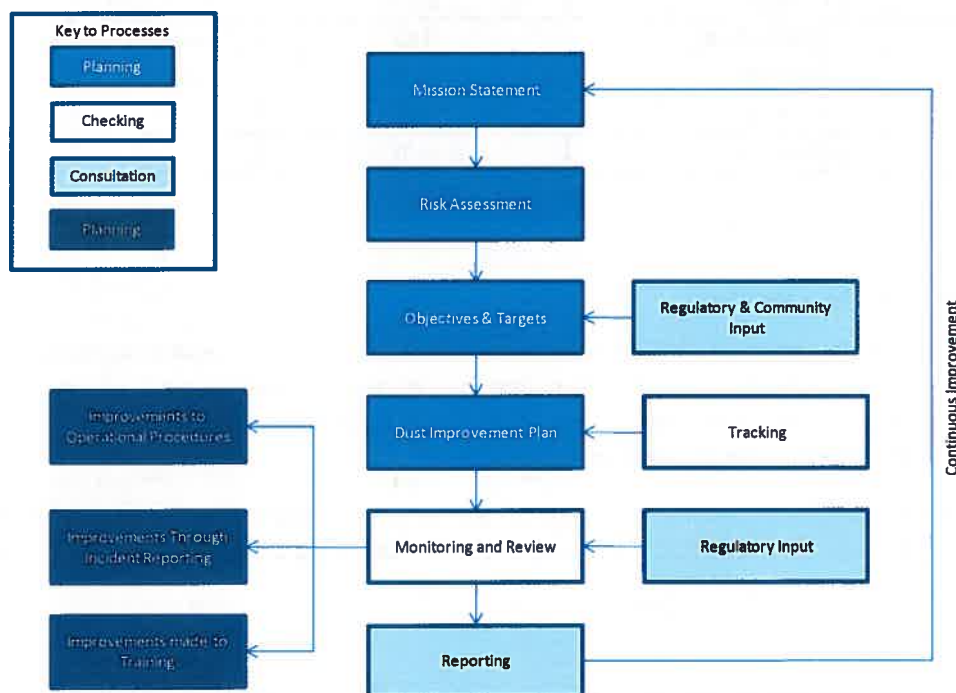 Key to Processes
Planning
Checking
Consultation
Planning
Mission Statement
Risk Assessment
Objectives & Targets
Regulatory & Community
Input
Dust Improvement Plan
Tracking
Improvements to
Operational Procedures
Improvements Through
Incident Reporting
Monitoring and Review
Regulatory Input
Improvements made to
Training
Reporting
Continuous Improvement